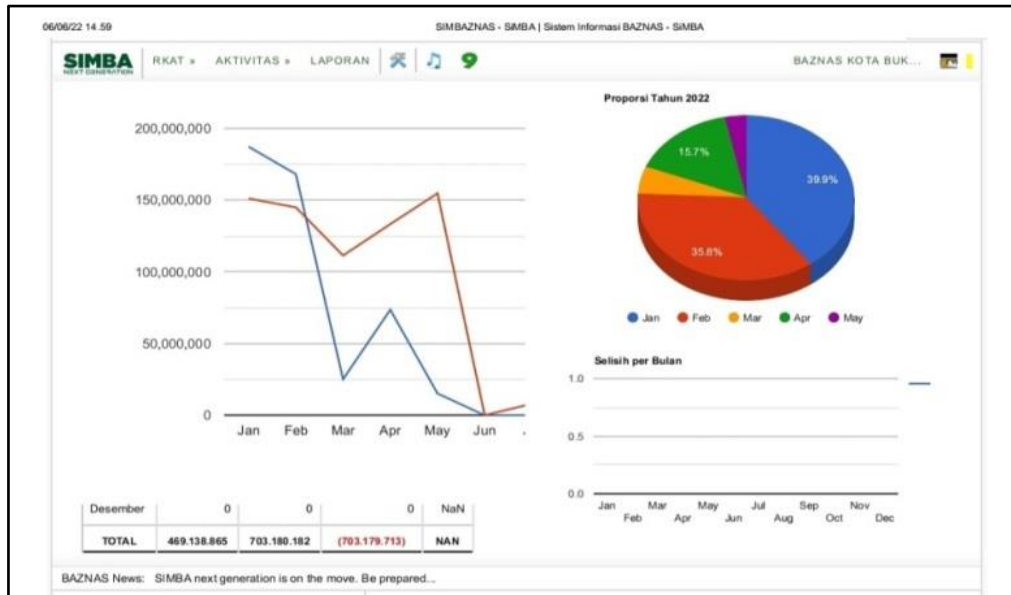 06/06/22 14.59
SIMBAZNAS - SiMBA | Sistem Informasi BAZNAS - SiMBA
SIMBA
NEXT GENERATION
RKAT » AKTIVITAS » LAPORAN
9
BAZNAS KOTA BUK...
200,000,000
150,000,000
100,000,000
50,000,000
0
Jan Feb Mar Apr May Jun
Proporsi Tahun 2022
15.7%
39.9%
35.8%
Jan Feb Mar Apr May
Selisih per Bulan
1.0
0.5
0.0
Jan Mar May Jul Sep Nov
Feb Apr Jun Aug Oct Dec
Desember 0 0 0 NaN
TOTAL 469.138.865 703.180.182 (703.179.713) NAN
BAZNAS News: SIMBA next generation is on the move. Be prepared...